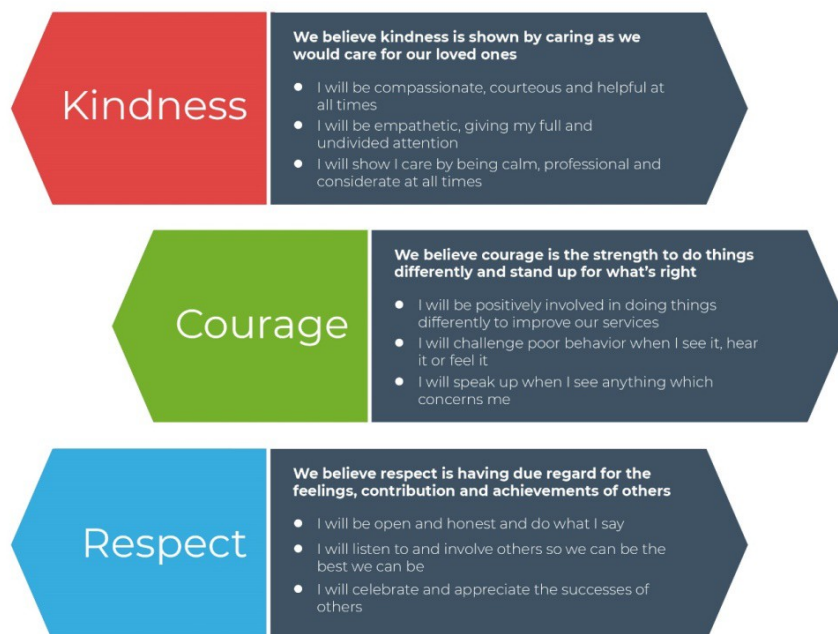 Kindness
We believe kindness is shown by caring as we
would care for our loved ones
● I will be compassionate, courteous and helpful at
all times
● I will be empathetic, giving my full and
undivided attention
● I will show I care by being calm, professional and
considerate at all times
Courage
We believe courage is the strength to do things
differently and stand up for what's right
● I will be positively involved in doing things
differently to improve our services
● I will challenge poor behavior when I see it, hear
it or feel it
● I will speak up when I see anything which
concerns me
Respect
We believe respect is having due regard for the
feelings, contribution and achievements of others
● I will be open and honest and do what I say
● I will listen to and involve others so we can be the
best we can be
● I will celebrate and appreciate the successes of
others